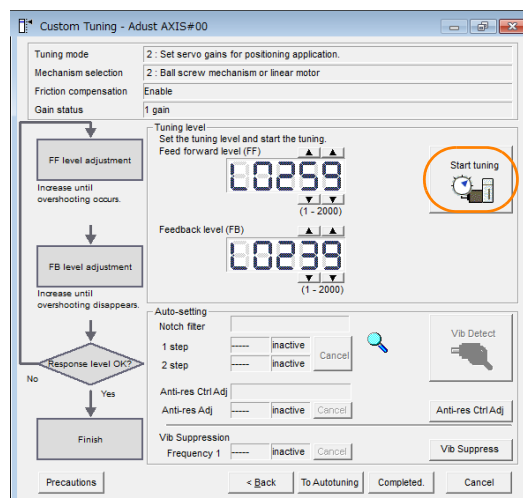 Custom Tuning - Adust AXIS#00
Tuning mode 2 : Set servo gains for positioning application.
Mechanism selection 2 : Ball screw mechanism or linear motor
Friction compensation Enable
Gain status 1 gain
FF level adjustment
Increase until
overshooting occurs.
FB level adjustment
Increase until
overshooting disappears.
Response level OK?
No
Yes
Finish
Tuning level
Set the tuning level and start the tuning.
Feed forward level (FF)
L0259
(1 - 2000)
Feedback level (FB)
L0239
(1 - 2000)
Start tuning
Auto-setting
Notch filter
1 step ----- inactive
2 step ----- inactive
Cancel
Vib Detect
Anti-res Ctrl Adj
Anti-res Adj ----- inactive Cancel
Anti-res Ctrl Adj
Vib Suppression
Frequency 1 ----- inactive Cancel
Vib Suppress
Precautions
< Back
To Autotuning
Completed.
Cancel